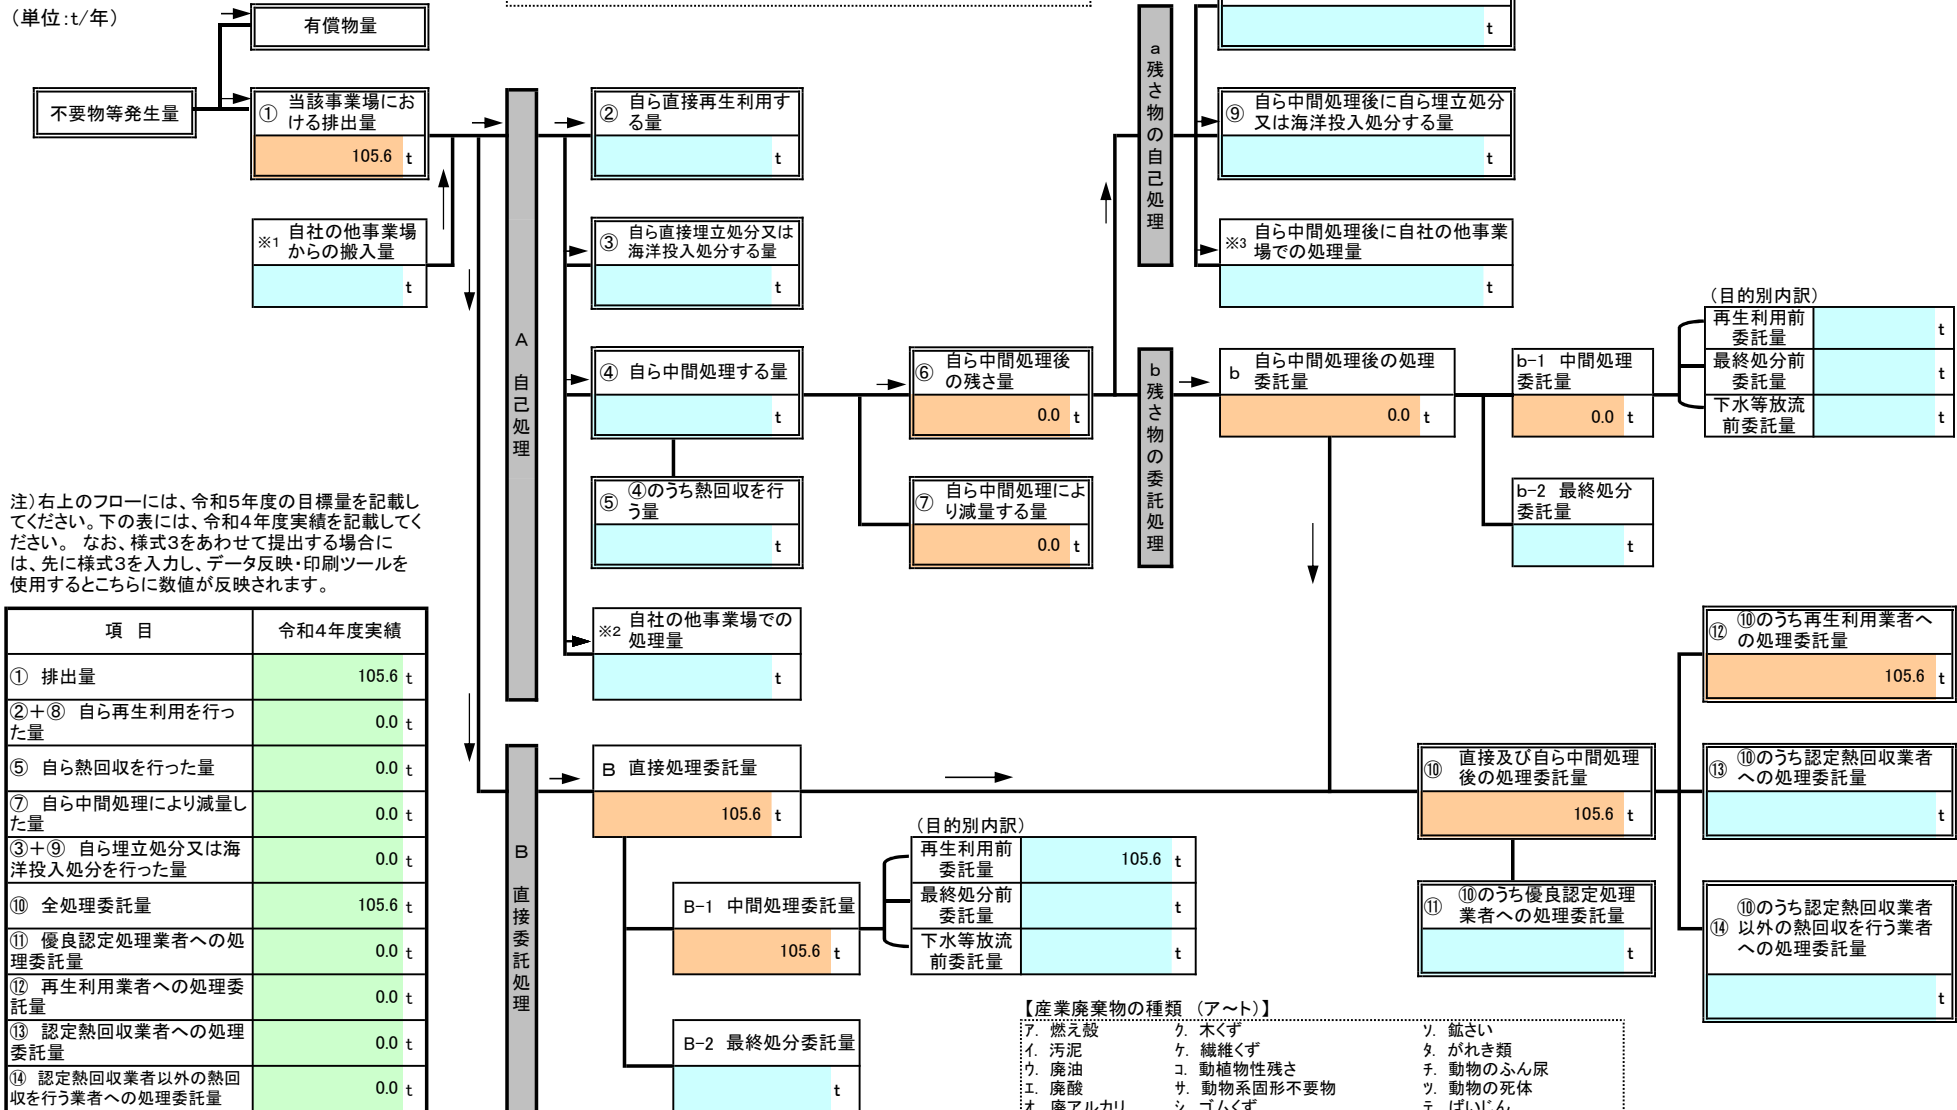 （単位：t/年）
有償物量
不要物等発生量
① 当該事業場にお
ける排出量
105.6 t
※1 自社の他事業場
からの搬入量
t
A 自己処理
② 自ら直接再生利用す
る量
t
③ 自ら直接埋立処分又は
海洋投入処分する量
t
④ 自ら中間処理する量
t
⑤ ④のうち熱回収を行
う量
t
※2 自社の他事業場での
処理量
t
⑥ 自ら中間処理後
の残さ量
0.0 t
⑦ 自ら中間処理によ
り減量する量
0.0 t
a 残さ物の自己処理
t
⑨ 自ら中間処理後に自ら埋立処分
又は海洋投入処分する量
t
※3 自ら中間処理後に自社の他事業
場での処理量
t
b 残さ物の委託処理
b 自ら中間処理後の処理
委託量
0.0 t
b-1 中間処理
委託量
0.0 t
b-2 最終処分
委託量
t
（目的別内訳）
再生利用前
委託量
t
最終処分前
委託量
t
下水等放流
前委託量
t
注）右上のフローには、令和5年度の目標量を記載し
てください。下の表には、令和4年度実績を記載してく
ださい。 なお、様式3をあわせて提出する場合に
は、先に様式3を入力し、データ反映・印刷ツールを
使用するとこちらに数値が反映されます。
項 目 令和4年度実績
① 排出量 105.6 t
②＋⑧ 自ら再生利用を行っ
た量 0.0 t
⑤ 自ら熱回収を行った量 0.0 t
⑦ 自ら中間処理により減量し
た量 0.0 t
③＋⑨ 自ら埋立処分又は海
洋投入処分を行った量 0.0 t
⑩ 全処理委託量 105.6 t
⑪ 優良認定処理業者への処
理委託量 0.0 t
⑫ 再生利用業者への処理委
託量 0.0 t
⑬ 認定熱回収業者への処理
委託量 0.0 t
⑭ 認定熱回収業者以外の熱回
収を行う業者への処理委託量 0.0 t
B 直接委託処理
B 直接処理委託量
105.6 t
B-1 中間処理委託量
105.6 t
B-2 最終処分委託量
t
（目的別内訳）
再生利用前
委託量
105.6 t
最終処分前
委託量
t
下水等放流
前委託量
t
⑩ 直接及び自ら中間処理
後の処理委託量
105.6 t
⑪ ⑩のうち優良認定処理
業者への処理委託量
t
⑫ ⑩のうち再生利用業者へ
の処理委託量
105.6 t
⑬ ⑩のうち認定熱回収業者
への処理委託量
t
⑭ ⑩のうち認定熱回収業者
以外の熱回収を行う業者
への処理委託量
t
【産業廃棄物の種類 （ア～ト）】
ア. 燃え殻 ク. 木くず ソ. 鉱さい
イ. 汚泥 ケ. 繊維くず タ. がれき類
ウ. 廃油 コ. 動植物性残さ チ. 動物のふん尿
エ. 廃酸 サ. 動物系固形不要物 ツ. 動物の死体
オ. 廃アルカリ シ. ゴムくず テ. ばいじん